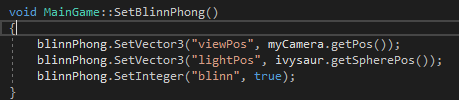 void MainGame::SetBlinnPhong()
{
    blinnPhong.SetVector3("viewPos", myCamera.getPos());
    blinnPhong.SetVector3("lightPos", ivysaur.getSpherePos());
    blinnPhong.SetInteger("blinn", true);
}